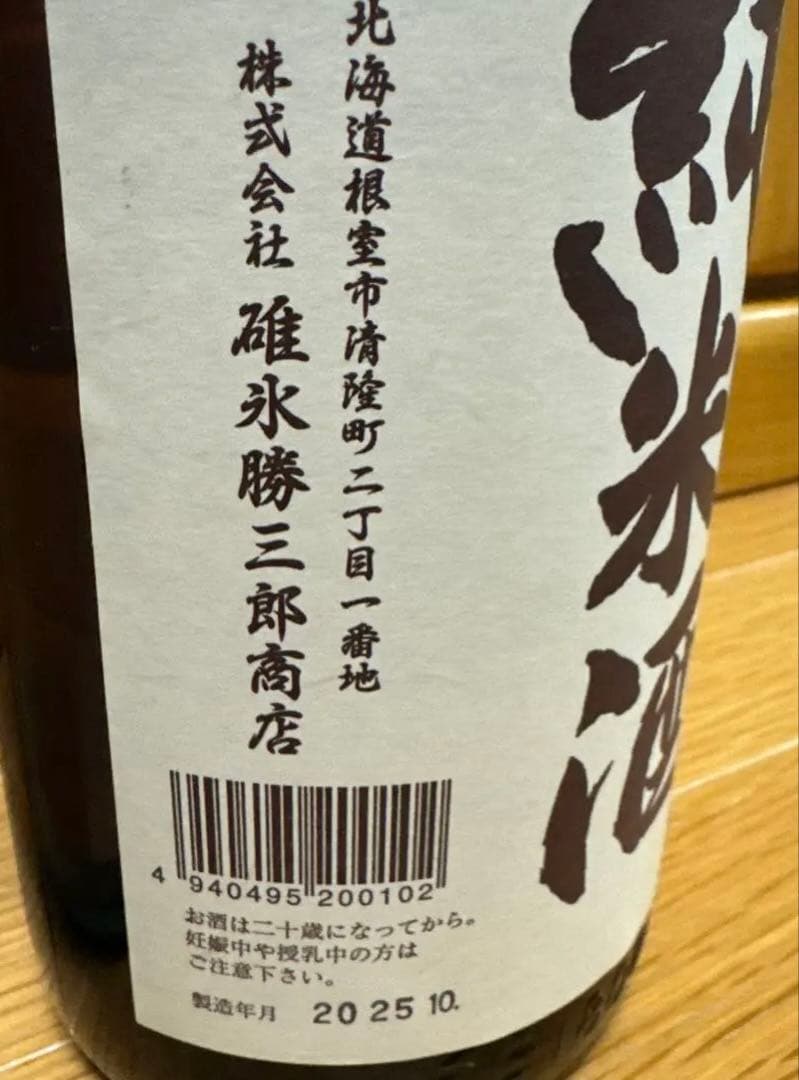 純米酒
北海道根室市清隆町二丁目一番地
株式会社 碓氷勝三郎商店
4 940495 200102
お酒は二十歳になってから。
妊娠中や授乳中の方は
ご注意下さい。
製造年月 2025 10.